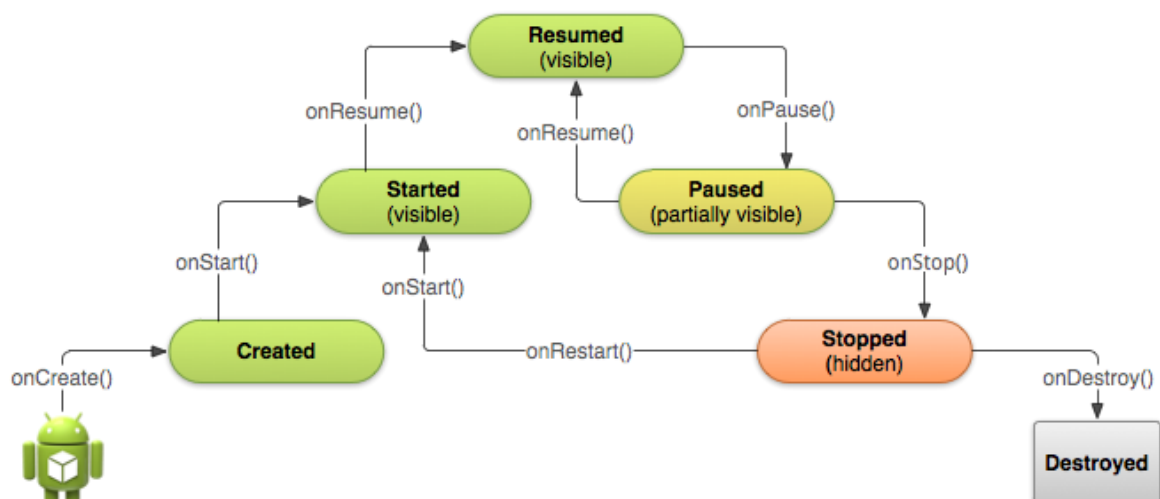 Resumed
(visible)
onResume()
onResume()
onPause()
Started
(visible)
Paused
(partially visible)
onStart()
onStart()
onStop()
Created
onRestart()
Stopped
(hidden)
onCreate()
onDestroy()
Destroyed